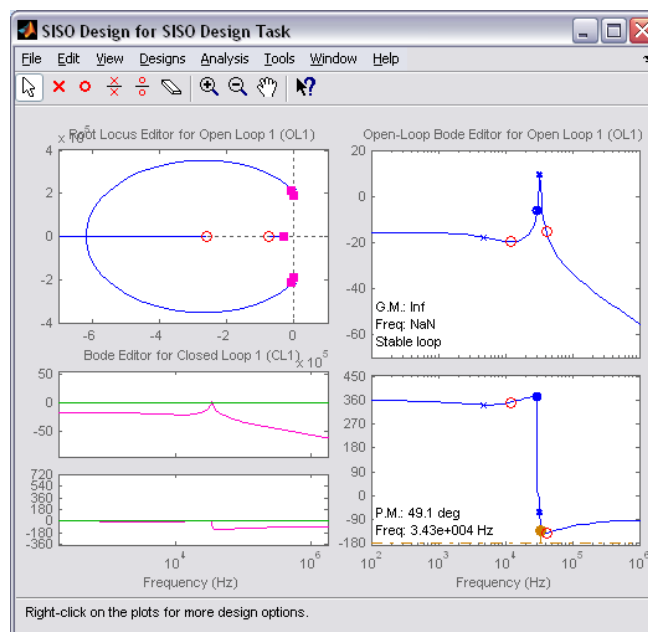 SISO Design for SISO Design Task
File Edit View Designs Analysis Tools Window Help
× 10^5 Root Locus Editor for Open Loop 1 (OL1)
4
2
0
-2
-4
-6 -4 -2 0
× 10^5
Bode Editor for Closed Loop 1 (CL1)
50
0
-50
720
540
360
180
0
-180
-360
10^4 10^6
Frequency (Hz)
Open-Loop Bode Editor for Open Loop 1 (OL1)
20
0
-20
-40
-60
G.M.: Inf
Freq: NaN
Stable loop
450
360
270
180
90
0
-90
-180
P.M.: 49.1 deg
Freq: 3.43e+004 Hz
10^2 10^3 10^4 10^5 10^6
Frequency (Hz)
Right-click on the plots for more design options.